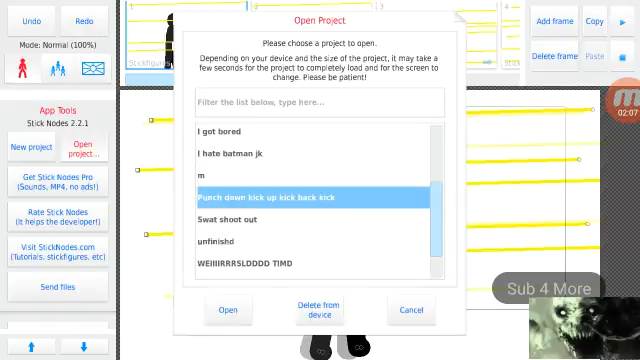 Undo
Redo
Mode: Normal (100%)
App Tools
Stick Nodes 2.2.1
New project
Open
project...
Get Stick Nodes Pro
(Sounds, MP4, no ads!)
Rate Stick Nodes
(It helps the developer!)
Visit StickNodes.com
(Tutorials, stickfigures, etc)
Send files
1
2
3
Stickfigure
Open Project
Please choose a project to open.
Depending on your device and the size of the project, it may take a
few seconds for the project to completely load and for the screen to
change. Please be patient!
Filter the list below, type here...
I got bored
I hate batman jk
m
Punch down kick up kick back kick
Swat shoot out
unfinishd
Open
Delete from
device
Cancel
Add frame
Copy
Delete frame
Paste
02:07
Sub 4 More